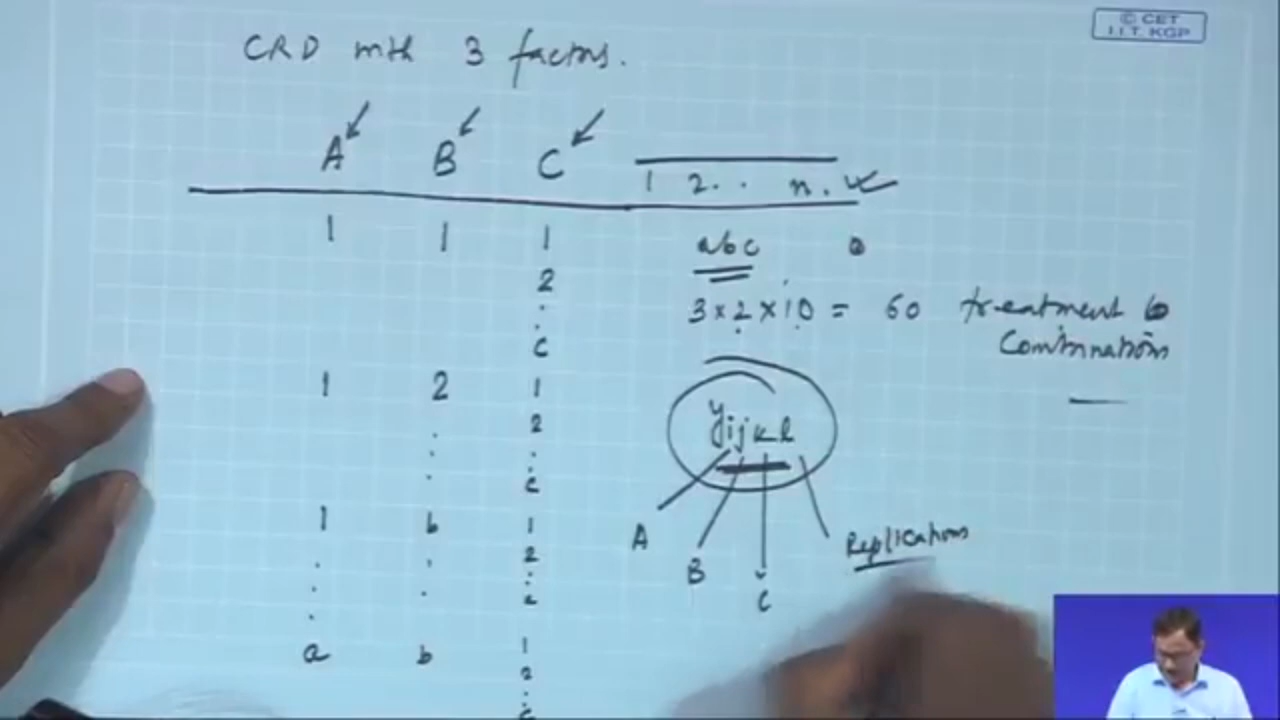 © CET
I.I.T. KGP
CRD with 3 factors.
A B C
1 2 . . n.
1 1 1
abc
2
3 x 2 x 10 = 60 treatment
.
.
c
Combinations
1 2 1
2
yijkl
.
.
c
1 b 1
A
Replications
2
B
.
c
C
.
.
.
a b 1
2
.
c